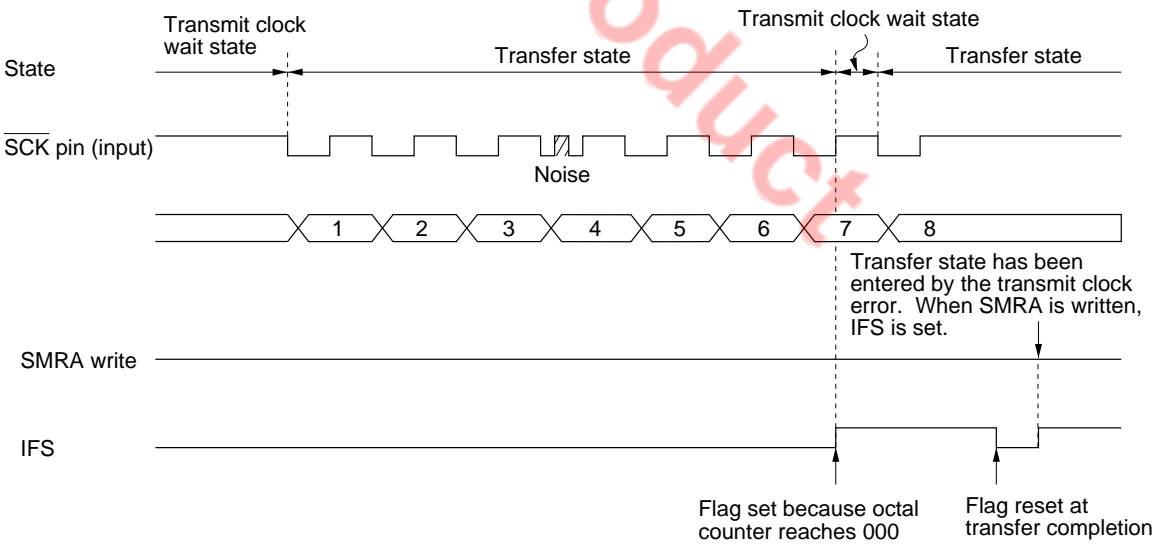 Transmit clock
wait state
Transmit clock wait state
State
Transfer state
Transfer state
SCK pin (input)
Noise
1 2 3 4 5 6 7 8
Transfer state has been
entered by the transmit clock
error. When SMRA is written,
IFS is set.
SMRA write
IFS
Flag set because octal
counter reaches 000
Flag reset at
transfer completion
oduct